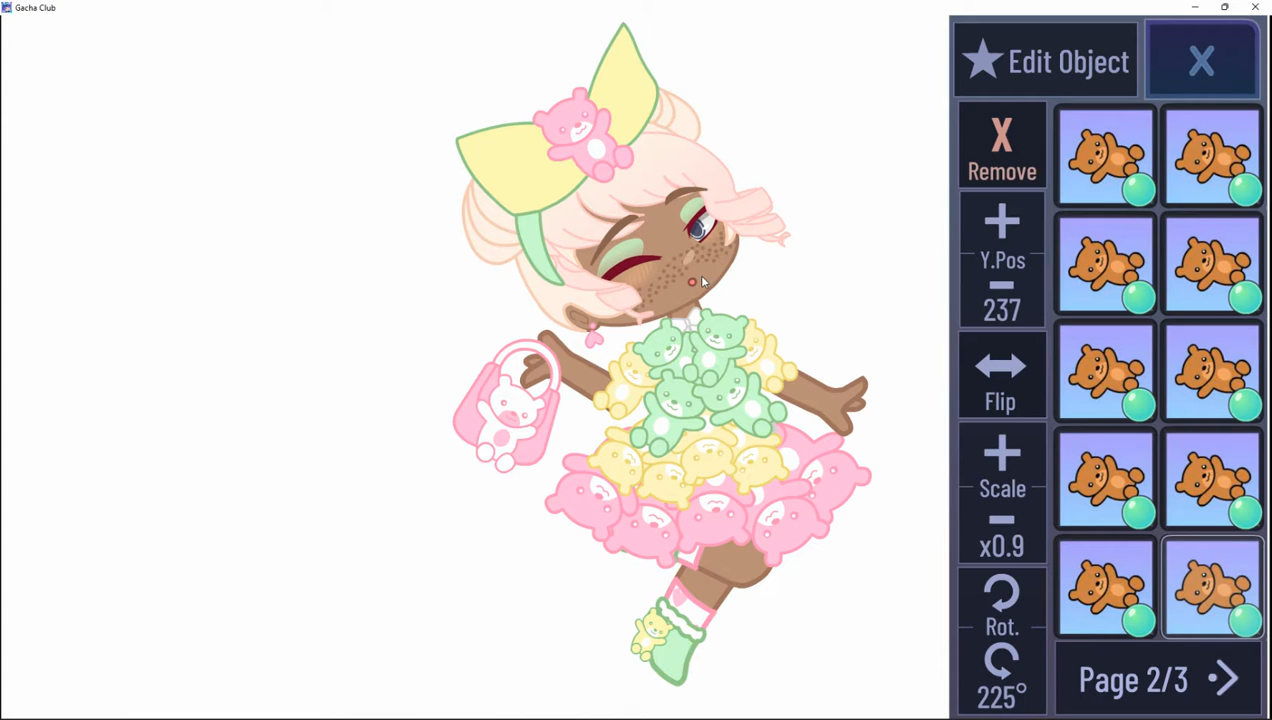 Gacha Club
Edit Object
X
X
Remove
Y.Pos
237
Flip
Scale
x0.9
Rot.
225°
Page 2/3